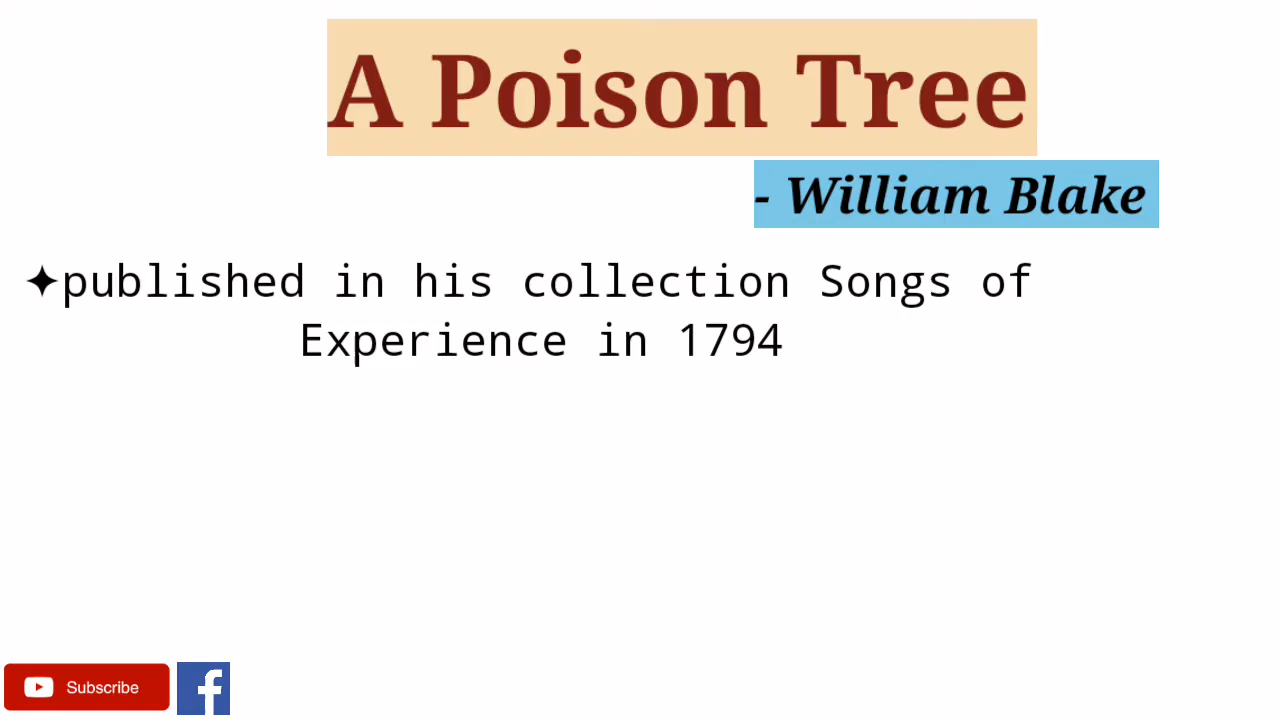 A Poison Tree
- William Blake
✦published in his collection Songs of
Experience in 1794
Subscribe